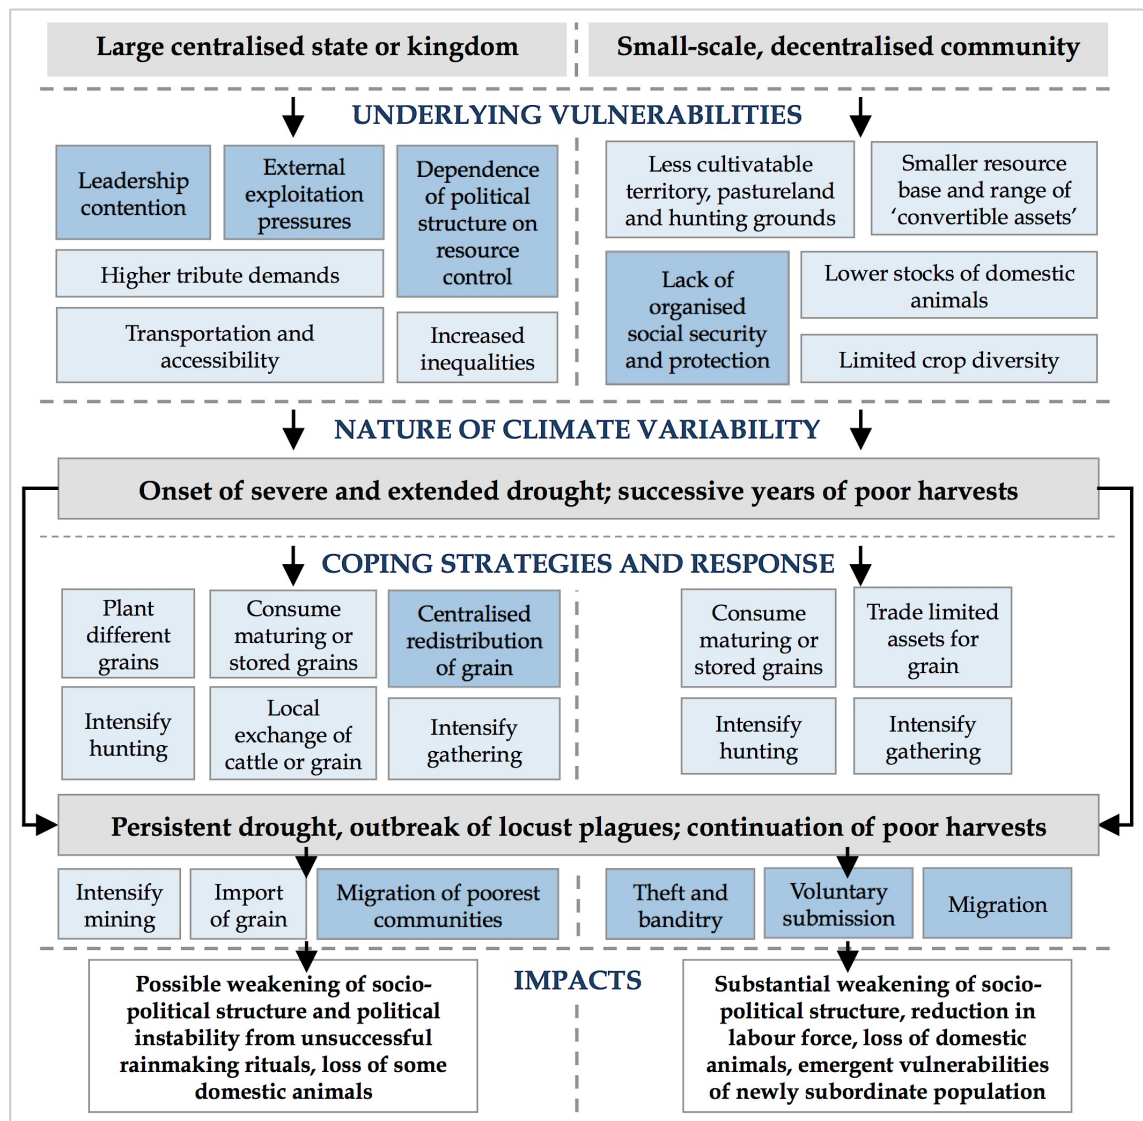 Large centralised state or kingdom
Small-scale, decentralised community
UNDERLYING VULNERABILITIES
Leadership
contention
External
exploitation
pressures
Dependence
of political
structure on
resource
control
Higher tribute demands
Transportation and
accessibility
Increased
inequalities
Less cultivatable
territory, pastureland
and hunting grounds
Smaller resource
base and range of
‘convertible assets’
Lack of
organised
social security
and protection
Lower stocks of domestic
animals
Limited crop diversity
NATURE OF CLIMATE VARIABILITY
Onset of severe and extended drought; successive years of poor harvests
COPING STRATEGIES AND RESPONSE
Plant
different
grains
Consume
maturing or
stored grains
Centralised
redistribution
of grain
Intensify
hunting
Local
exchange of
cattle or grain
Intensify
gathering
Consume
maturing or
stored grains
Trade limited
assets for
grain
Intensify
hunting
Intensify
gathering
Persistent drought, outbreak of locust plagues; continuation of poor harvests
Intensify
mining
Import
of grain
Migration of poorest
communities
Theft and
banditry
Voluntary
submission
Migration
IMPACTS
Possible weakening of socio-
political structure and political
instability from unsuccessful
rainmaking rituals, loss of some
domestic animals
Substantial weakening of socio-
political structure, reduction in
labour force, loss of domestic
animals, emergent vulnerabilities
of newly subordinate population